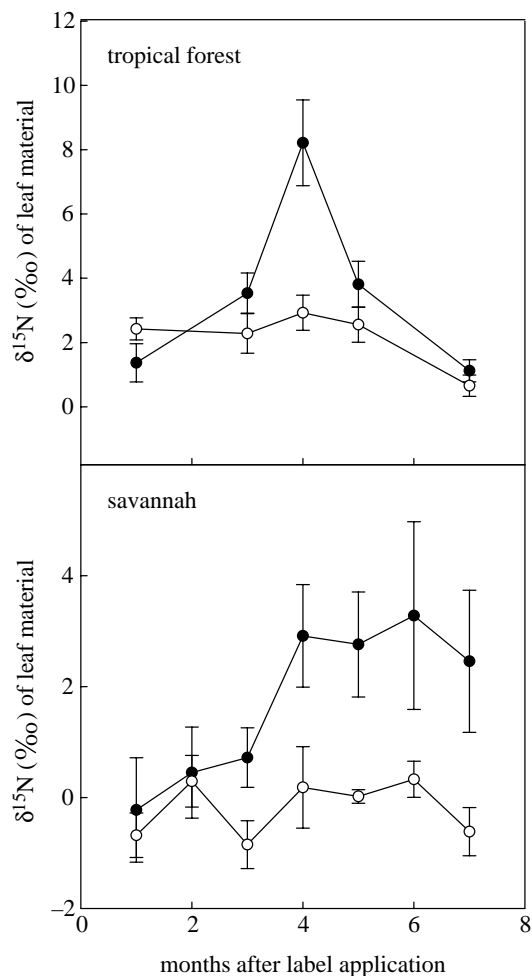 12
tropical forest
10
8
6
4
2
0
δ¹⁵N (‰) of leaf material
savannah
4
2
0
–2
δ¹⁵N (‰) of leaf material
0 2 4 6 8
months after label application